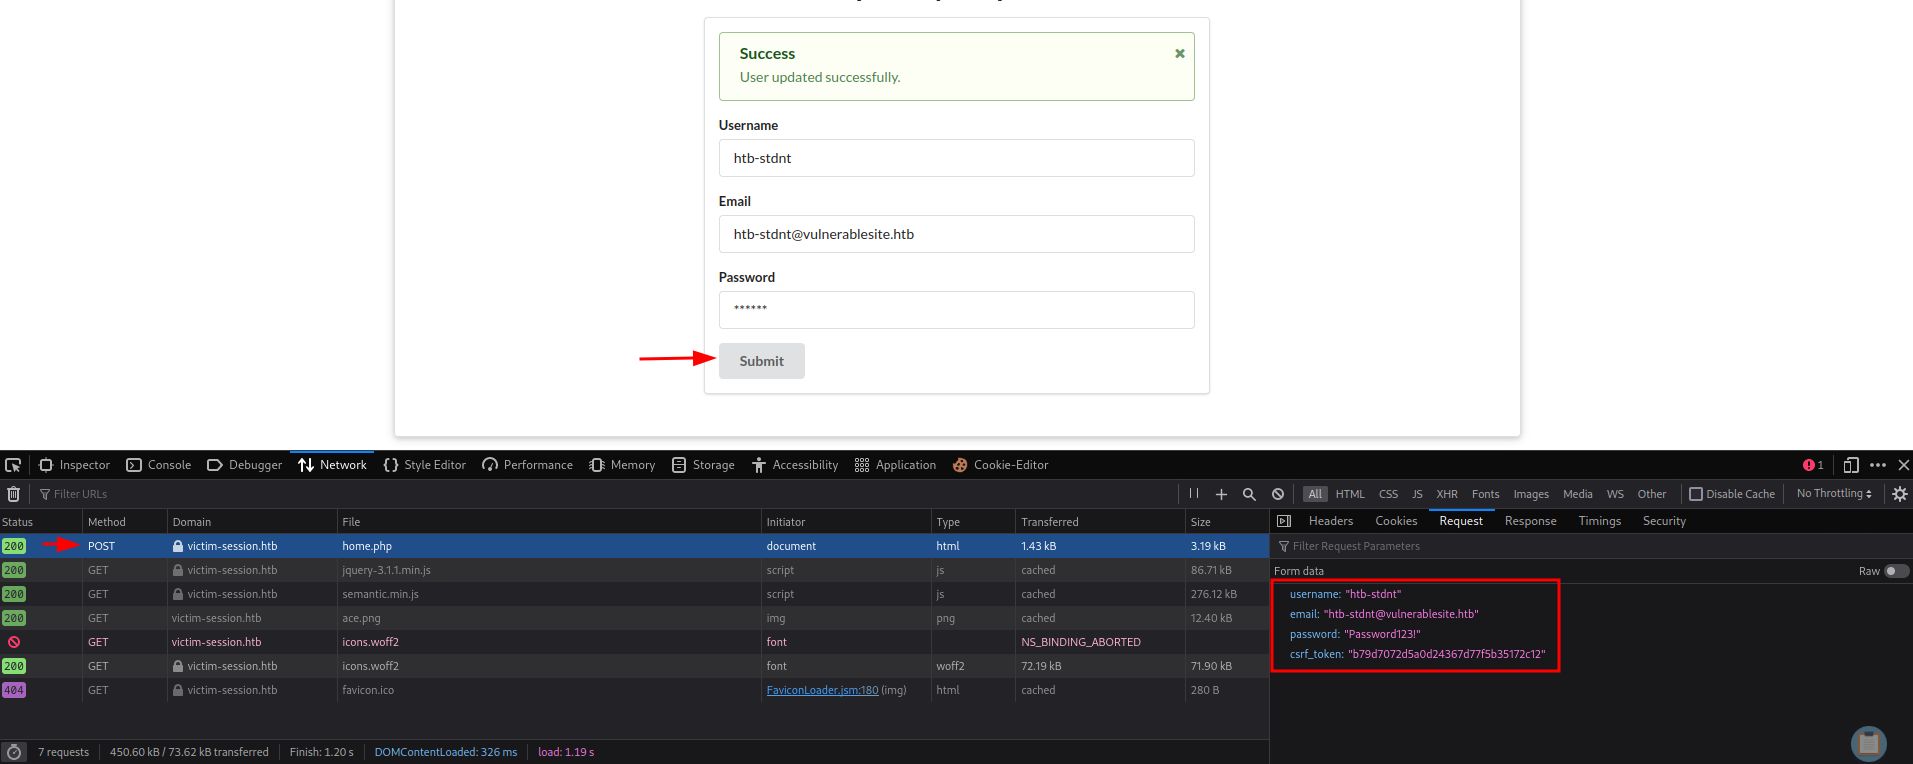 Success
User updated successfully.
Username
htb-stdnt
Email
htb-stdnt@vulnerablesite.htb
Password
******
Submit
Inspector Console Debugger Network Style Editor Performance Memory Storage Accessibility Application Cookie-Editor 1
Filter URLs All HTML CSS JS XHR Fonts Images Media WS Other Disable Cache No Throttling
Status Method Domain File Initiator Type Transferred Size
200 POST victim-session.htb home.php document html 1.43 kB 3.19 kB
200 GET victim-session.htb jquery-3.1.1.min.js script js cached 86.71 kB
200 GET victim-session.htb semantic.min.js script js cached 276.12 kB
200 GET victim-session.htb ace.png img png cached 12.40 kB
GET victim-session.htb icons.woff2 font NS_BINDING_ABORTED
200 GET victim-session.htb icons.woff2 font woff2 72.19 kB 71.90 kB
404 GET victim-session.htb favicon.ico FaviconLoader.jsm:180 (img) html cached 280 B
7 requests 450.60 kB / 73.62 kB transferred Finish: 1.20 s DOMContentLoaded: 326 ms load: 1.19 s
Headers Cookies Request Response Timings Security
Filter Request Parameters
Form data Raw
username: "htb-stdnt"
email: "htb-stdnt@vulnerablesite.htb"
password: "Password123!"
csrf_token: "b79d7072d5a0d24367d77f5b35172c12"